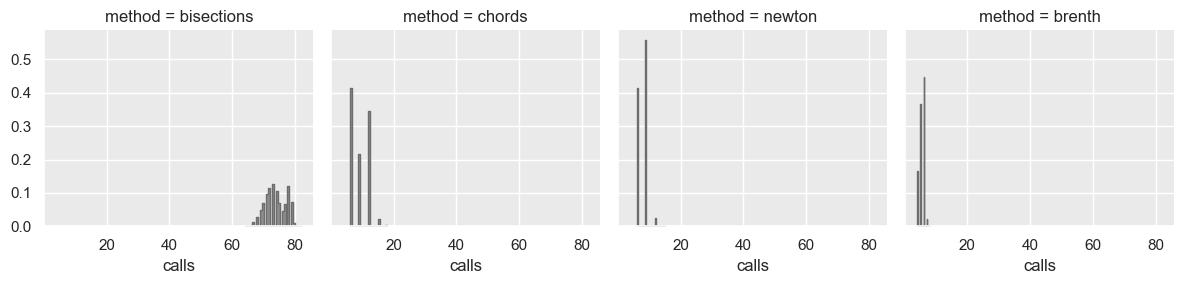 method = bisections method = chords method = newton method = brenth
0.5
0.4
0.3
0.2
0.1
0.0
20 40 60 80 20 40 60 80 20 40 60 80 20 40 60 80
calls calls calls calls